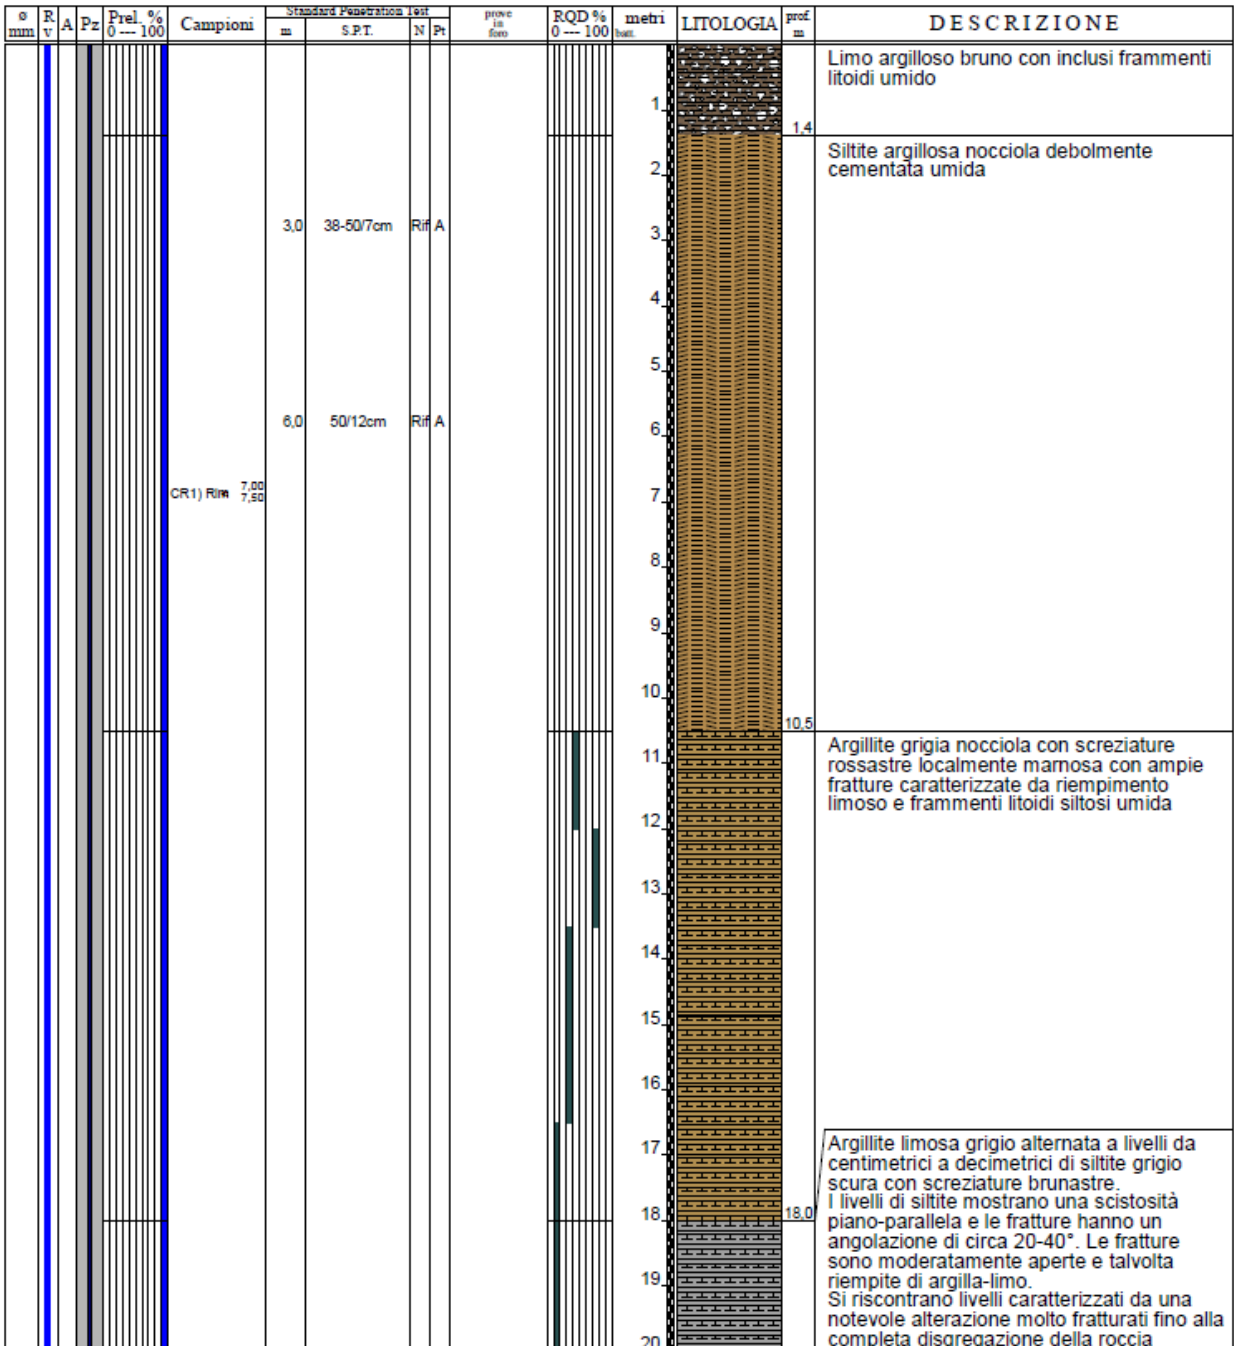 ø mm R v A Pz Prel. % 0 --- 100 Campioni Standard Penetration Test m S.P.T. N Pt prove in foro RQD % 0 --- 100 metri batt. LITOLOGIA prof. m DESCRIZIONE
Limo argilloso bruno con inclusi frammenti
litoidi umido
1
1,4
Siltite argillosa nocciola debolmente
cementata umida
2
3,0 38-50/7cm Rif A
3
4
5
6,0 50/12cm Rif A
6
CR1) Rim 7,00
7,50
7
8
9
10
10,5
Argillite grigia nocciola con screziature
rossastre localmente marnosa con ampie
fratture caratterizzate da riempimento
limoso e frammenti litoidi siltosi umida
11
12
13
14
15
16
17
18
18,0
Argillite limosa grigio alternata a livelli da
centimetrici a decimetrici di siltite grigio
scura con screziature brunastre.
I livelli di siltite mostrano una scistosità
piano-parallela e le fratture hanno un
angolazione di circa 20-40°. Le fratture
sono moderatamente aperte e talvolta
riempite di argilla-limo.
Si riscontrano livelli caratterizzati da una
notevole alterazione molto fratturati fino alla
completa disgregazione della roccia
19
20